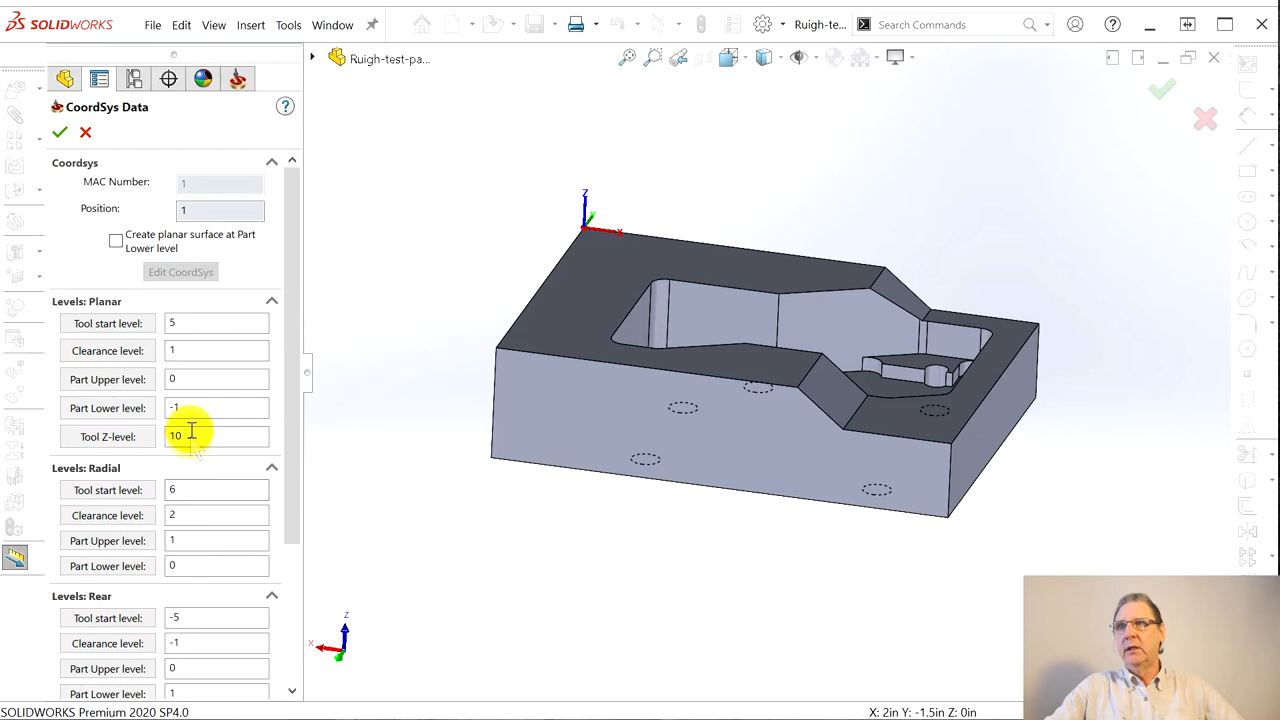 SOLIDWORKS File Edit View Insert Tools Window Ruigh-te... Search Commands
Ruigh-test-pa...
CoordSys Data
Coordsys
MAC Number: 1
Position: 1
Create planar surface at Part
Lower level
Edit CoordSys
Levels: Planar
Tool start level: 5
Clearance level: 1
Part Upper level: 0
Part Lower level: -1
Tool Z-level: 10
Levels: Radial
Tool start level: 6
Clearance level: 2
Part Upper level: 1
Part Lower level: 0
Levels: Rear
Tool start level: -5
Clearance level: -1
Part Upper level: 0
Part Lower level: 1
Z
Y
X
Z
X
SOLIDWORKS Premium 2020 SP4.0 X: 2in Y: -1.5in Z: 0in